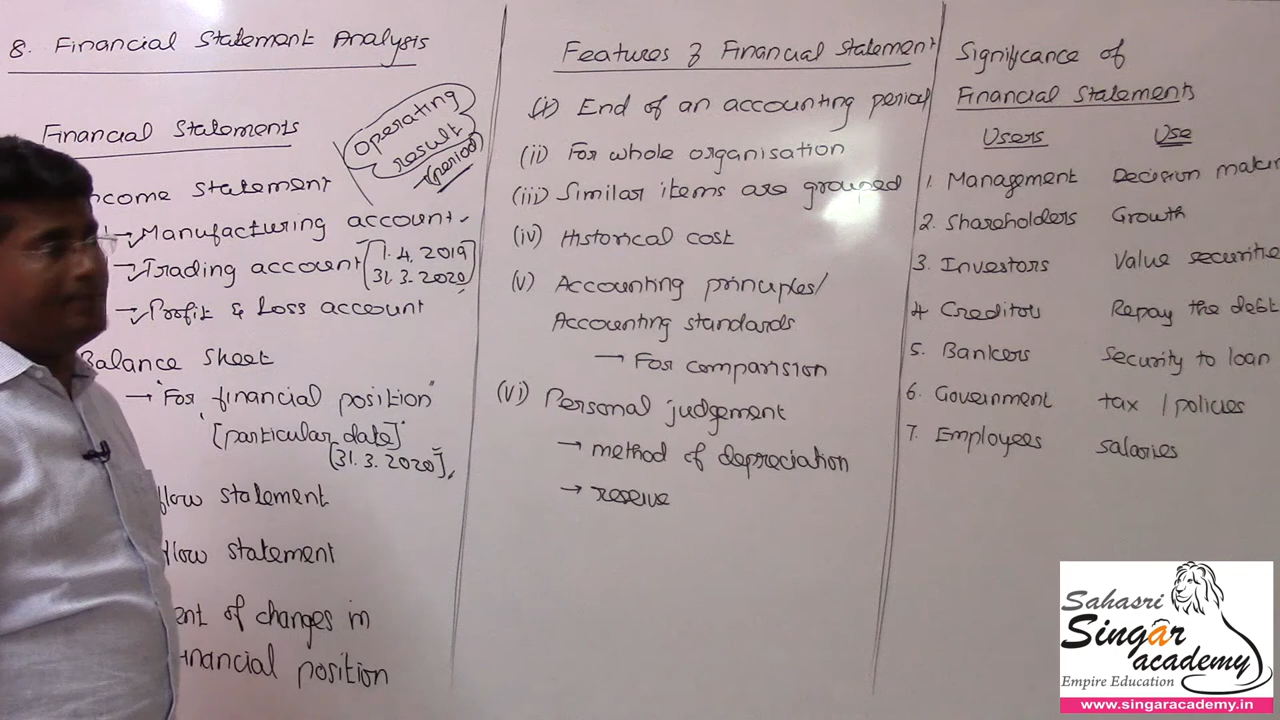 8. Financial Statement Analysis
Financial Statements
ncome statement
Manufacturing account
Trading account [1.4.2019
31.3.2020]
Profit & Loss account
Balance sheet
→ "For financial position"
[particular date]
[31.3.2020]
flow statement
flow statement
ent of changes in
financial position
Operating
result
(period)
Features of Financial Statement
(i) End of an accounting period
(ii) For whole organisation
(iii) Similar items are grouped
(iv) Historical cost
(v) Accounting principles/
Accounting standards
→ For comparision
(vi) Personal judgement
→ method of depreciation
→ reserve
Significance of
Financial Statements
Users Use
1. Management Decision makin
2. Shareholders Growth
3. Investors Value securitie
4. Creditors Repay the debt
5. Bankers security to loan
6. Government tax / policies
7. Employees salaries
Sahasri
Singâr
academy
Empire Education
www.singaracademy.in